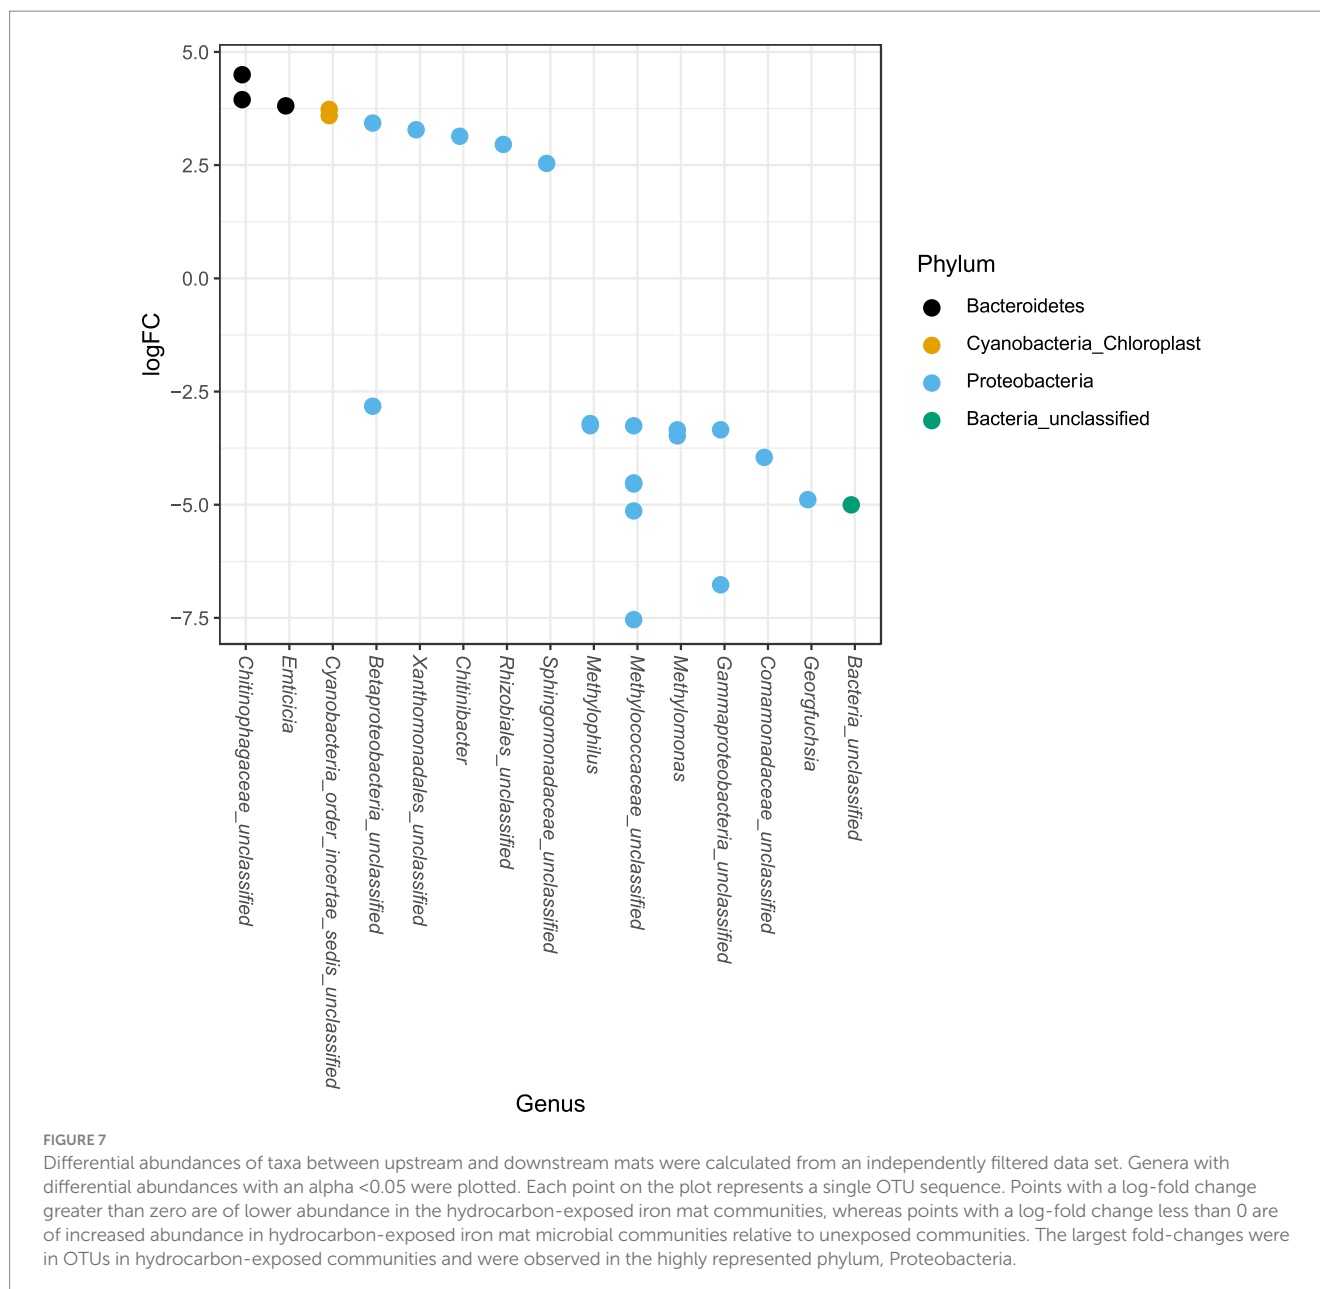 5.0
2.5
0.0
−2.5
−5.0
−7.5
logFC
Chitinophagaceae_unclassified
Emticicia
Cyanobacteria_order_incertae_sedis_unclassified
Betaproteobacteria_unclassified
Xanthomonadales_unclassified
Chitinibacter
Rhizobiales_unclassified
Sphingomonadaceae_unclassified
Methylophilus
Methylococcaceae_unclassified
Methylomonas
Gammaproteobacteria_unclassified
Comamonadaceae_unclassified
Georgfuchsia
Bacteria_unclassified
Genus
Phylum
Bacteroidetes
Cyanobacteria_Chloroplast
Proteobacteria
Bacteria_unclassified
FIGURE 7
Differential abundances of taxa between upstream and downstream mats were calculated from an independently filtered data set. Genera with
differential abundances with an alpha <0.05 were plotted. Each point on the plot represents a single OTU sequence. Points with a log-fold change
greater than zero are of lower abundance in the hydrocarbon-exposed iron mat communities, whereas points with a log-fold change less than 0 are
of increased abundance in hydrocarbon-exposed iron mat microbial communities relative to unexposed communities. The largest fold-changes were
in OTUs in hydrocarbon-exposed communities and were observed in the highly represented phylum, Proteobacteria.